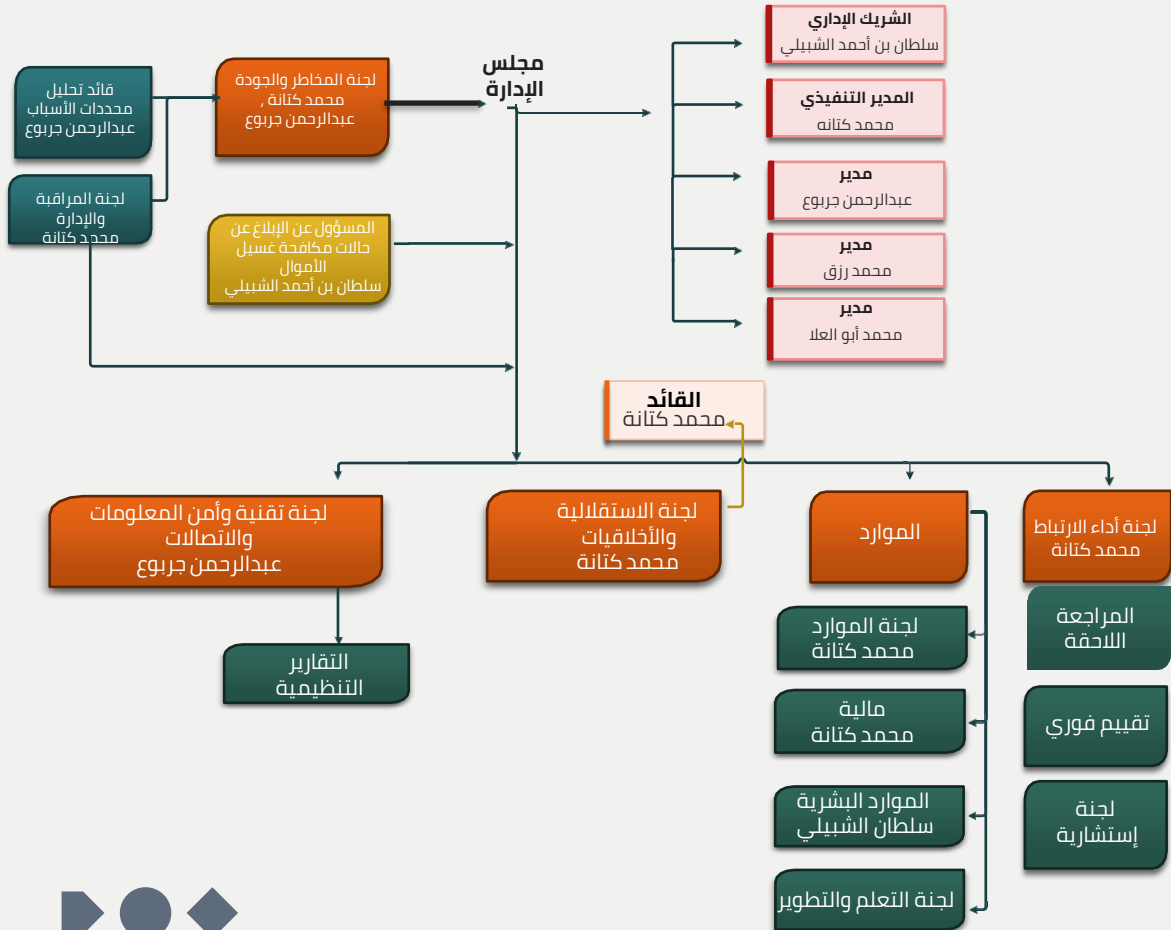 الشريك الإداري
سلطان بن أحمد الشبيلي
مجلس
الإدارة
لجنة المخاطر والجودة
محمد كتانة ،
عبدالرحمن جربوع
قائد تحليل
محددات الأسباب
عبدالرحمن جربوع
المدير التنفيذي
محمد كتانه
مدير
عبدالرحمن جربوع
لجنة المراقبة
والإدارة
محمد كتانة
المسؤول عن الإبلاغ عن
حالات مكافحة غسيل
الأموال
سلطان بن أحمد الشبيلي
مدير
محمد رزق
مدير
محمد أبو العلا
القائد
محمد كتانة
لجنة أداء الارتباط
محمد كتانة
الموارد
لجنة الاستقلالية
والأخلاقيات
محمد كتانة
لجنة تقنية وأمن المعلومات
والاتصالات
عبدالرحمن جربوع
المراجعة
اللاحقة
لجنة الموارد
محمد كتانة
التقارير
التنظيمية
تقييم فوري
مالية
محمد كتانة
لجنة
إستشارية
الموارد البشرية
سلطان الشبيلي
لجنة التعلم والتطوير